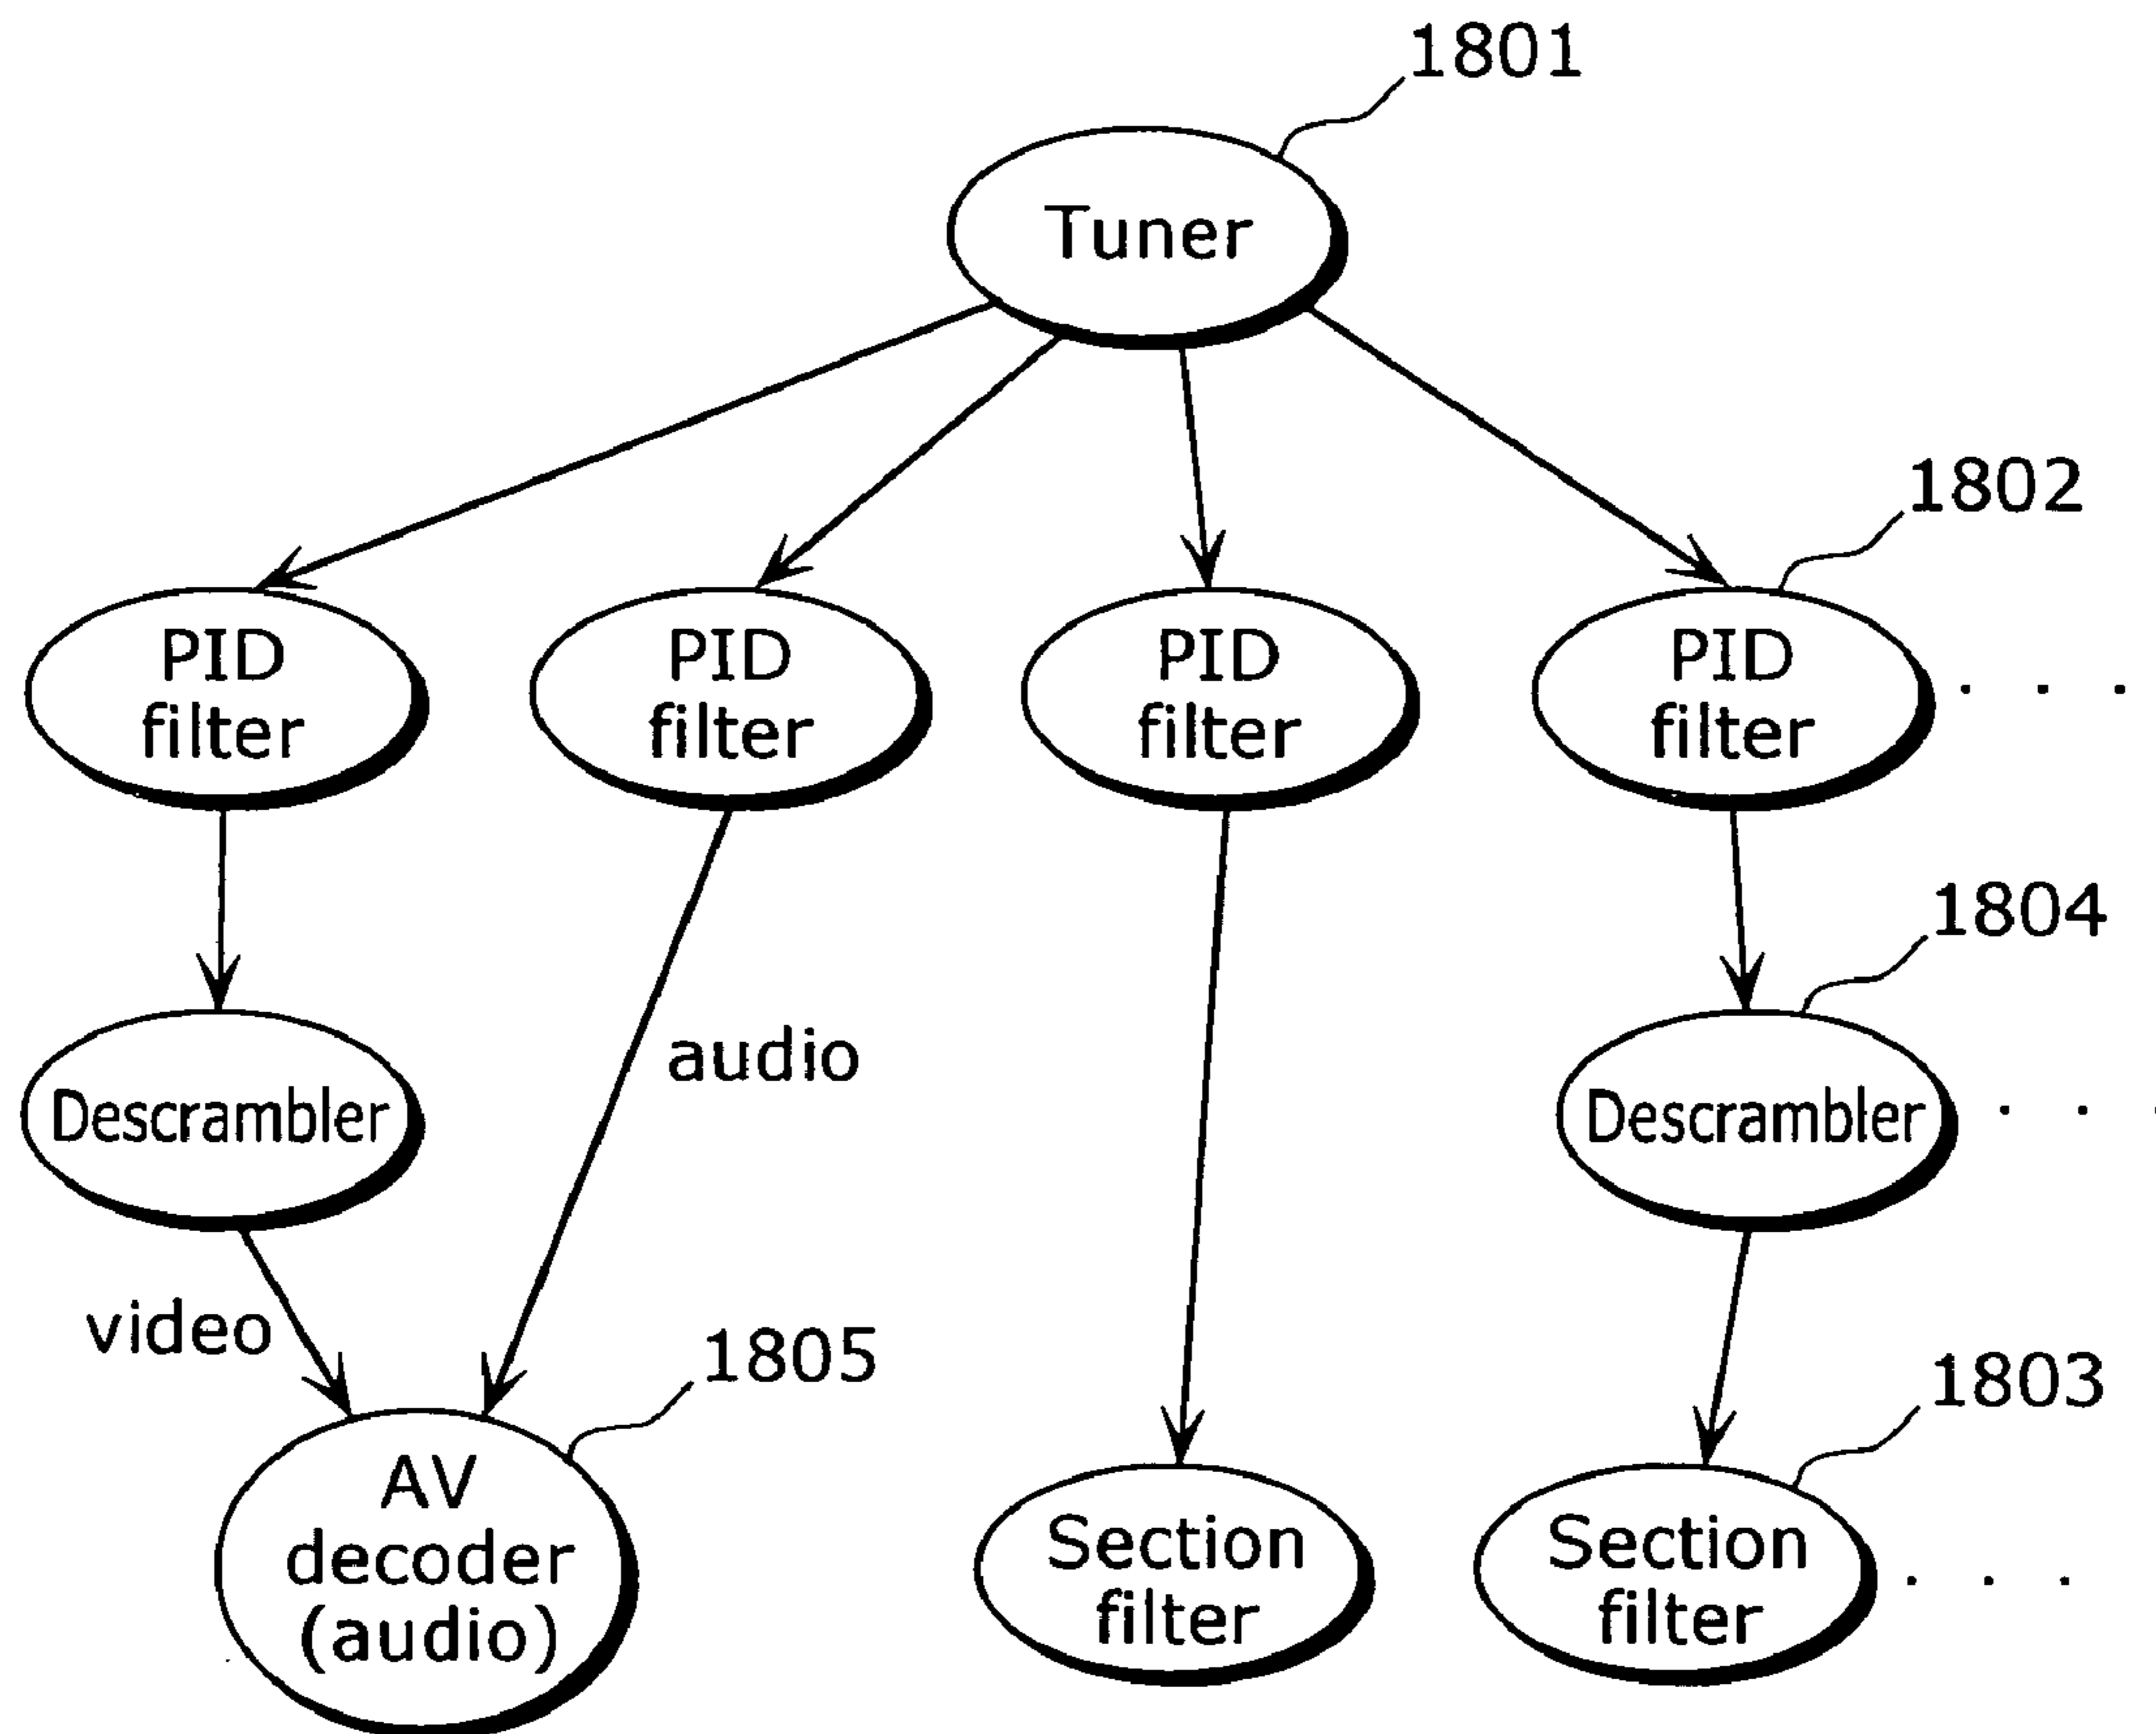 1801
Tuner
1802
PID
filter
PID
filter
PID
filter
PID
filter
. . .
1804
audio
Descrambler
Descrambler
. . .
video
1805
1803
AV
decoder
(audio)
Section
filter
Section
filter
. . .